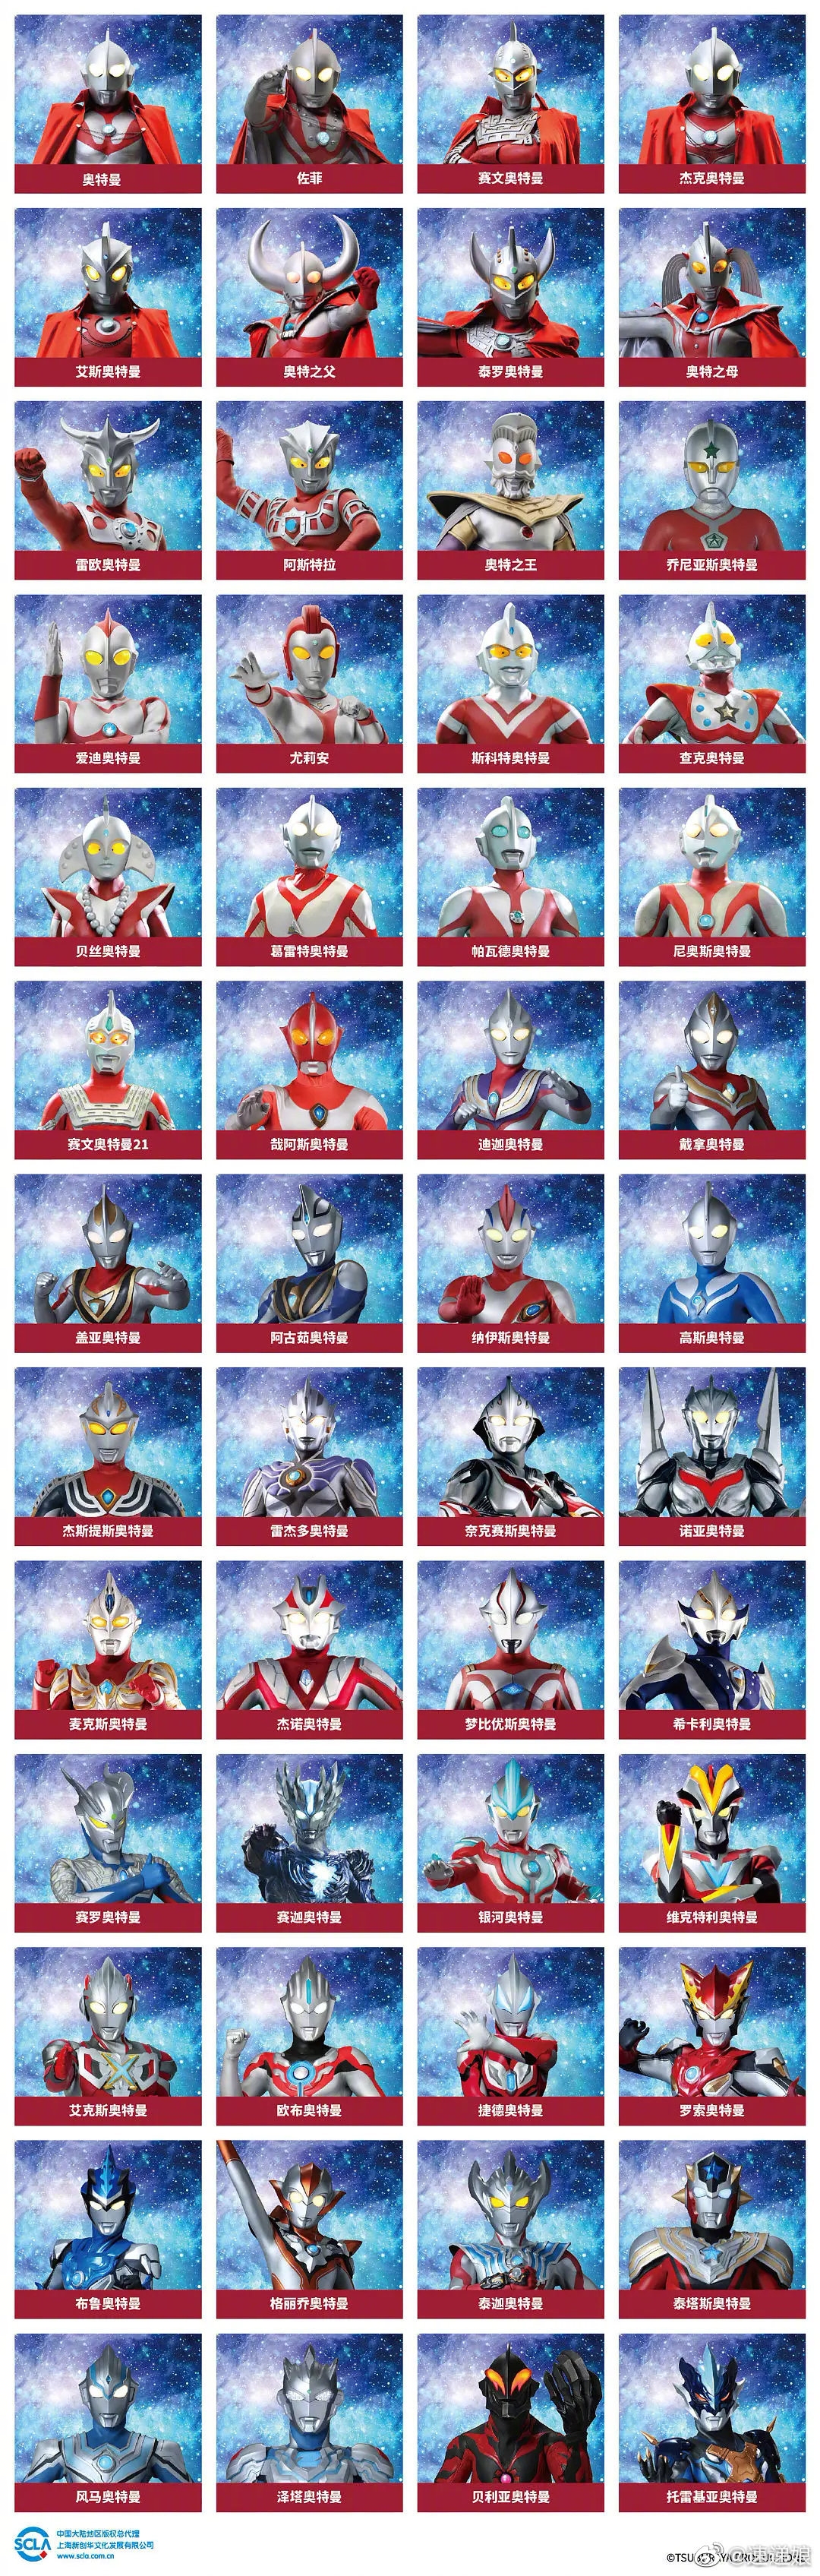 奥特曼
佐菲
赛文奥特曼
杰克奥特曼
艾斯奥特曼
奥特之父
泰罗奥特曼
奥特之母
雷欧奥特曼
阿斯特拉
奥特之王
乔尼亚斯奥特曼
爱迪奥特曼
尤莉安
斯科特奥特曼
查克奥特曼
贝丝奥特曼
葛雷特奥特曼
帕瓦德奥特曼
尼奥斯奥特曼
赛文奥特曼21
哉阿斯奥特曼
迪迦奥特曼
戴拿奥特曼
盖亚奥特曼
阿古茹奥特曼
纳伊斯奥特曼
高斯奥特曼
杰斯提斯奥特曼
雷杰多奥特曼
奈克赛斯奥特曼
诺亚奥特曼
麦克斯奥特曼
杰诺奥特曼
梦比优斯奥特曼
希卡利奥特曼
赛罗奥特曼
赛迦奥特曼
银河奥特曼
维克特利奥特曼
艾克斯奥特曼
欧布奥特曼
捷德奥特曼
罗索奥特曼
布鲁奥特曼
格丽乔奥特曼
泰迦奥特曼
泰塔斯奥特曼
风马奥特曼
泽塔奥特曼
贝利亚奥特曼
托雷基亚奥特曼
SCLA
中国大陆地区版权总代理
上海新创华文化发展有限公司
www.scla.com.cn